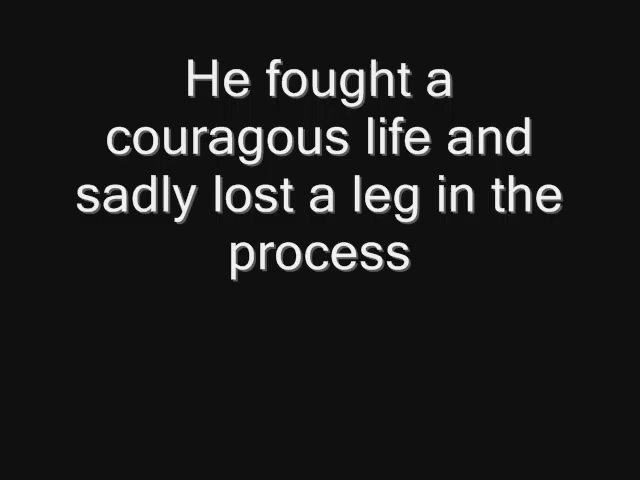 He fought a
couragous life and
sadly lost a leg in the
process